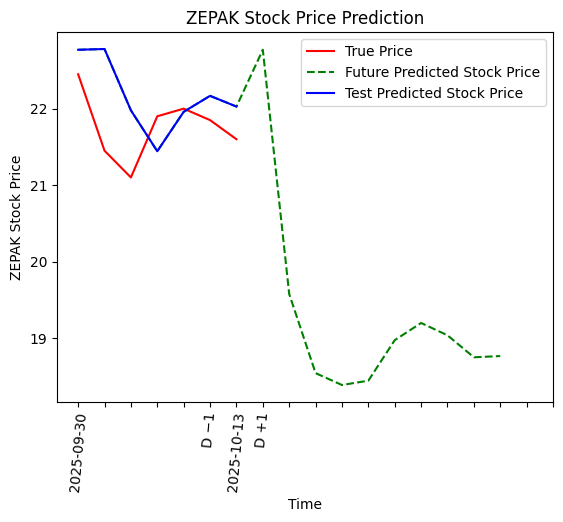 ZEPAK Stock Price Prediction
True Price
Future Predicted Stock Price
Test Predicted Stock Price
ZEPAK Stock Price
22
21
20
19
2025-09-30
D −1
2025-10-13
D +1
Time